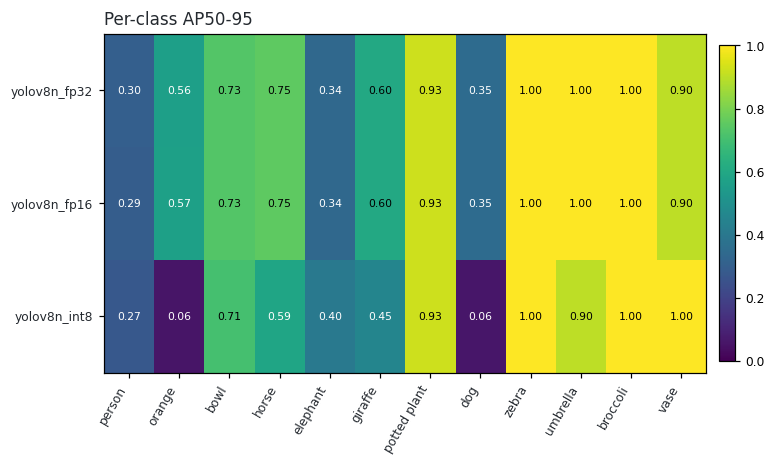 Per-class AP50-95
yolov8n_fp32 0.30 0.56 0.73 0.75 0.34 0.60 0.93 0.35 1.00 1.00 1.00 0.90
yolov8n_fp16 0.29 0.57 0.73 0.75 0.34 0.60 0.93 0.35 1.00 1.00 1.00 0.90
yolov8n_int8 0.27 0.06 0.71 0.59 0.40 0.45 0.93 0.06 1.00 0.90 1.00 1.00
person orange bowl horse elephant giraffe potted plant dog zebra umbrella broccoli vase
1.0
0.8
0.6
0.4
0.2
0.0